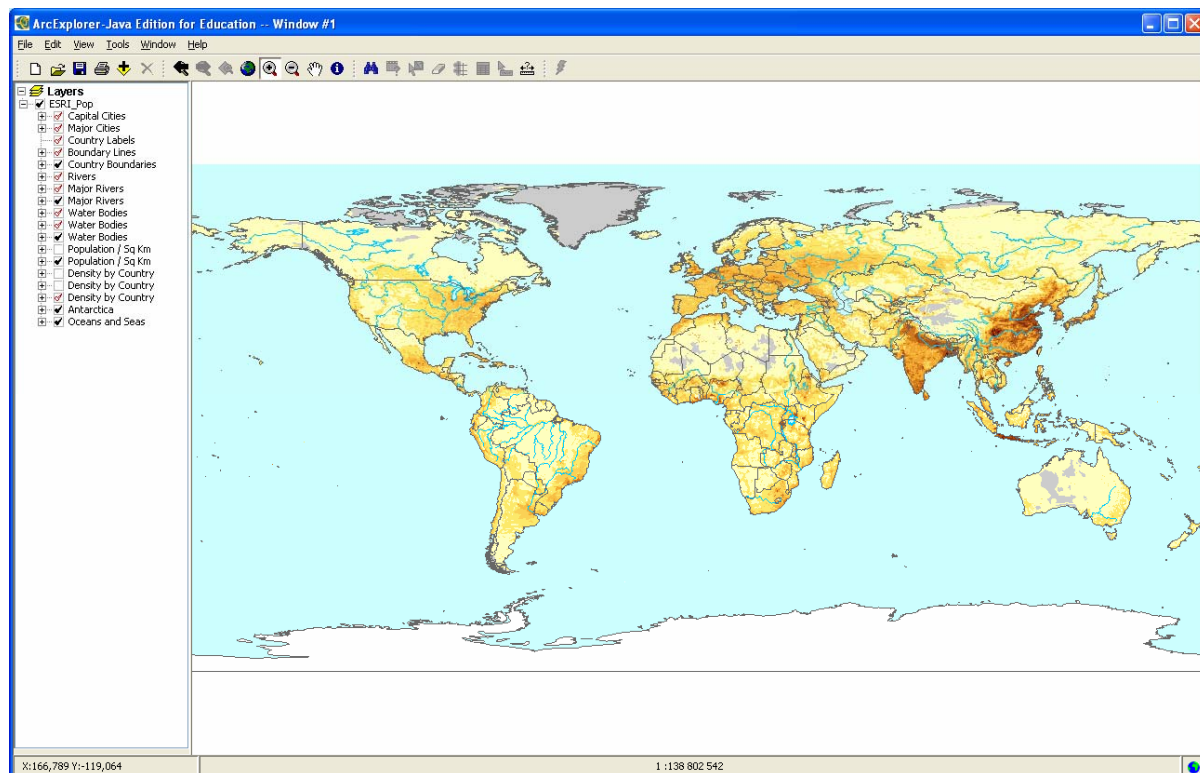 ArcExplorer-Java Edition for Education -- Window #1
File Edit View Tools Window Help
Layers
ESRI_Pop
Capital Cities
Major Cities
Country Labels
Boundary Lines
Country Boundaries
Rivers
Major Rivers
Major Rivers
Water Bodies
Water Bodies
Water Bodies
Population / Sq Km
Population / Sq Km
Density by Country
Density by Country
Density by Country
Antarctica
Oceans and Seas
X:166,789 Y:-119,064
1 :138 802 542